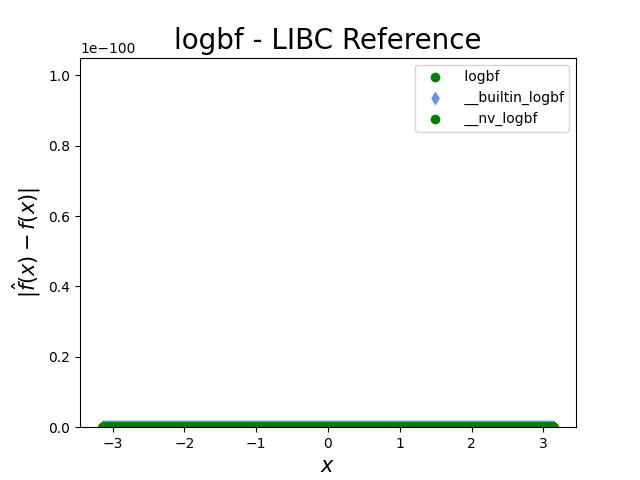 logbf - LIBC Reference
1e−100
logbf
__builtin_logbf
__nv_logbf
1.0
0.8
0.6
0.4
0.2
0.0
|f̂(x) − f(x)|
−3
−2
−1
0
1
2
3
x